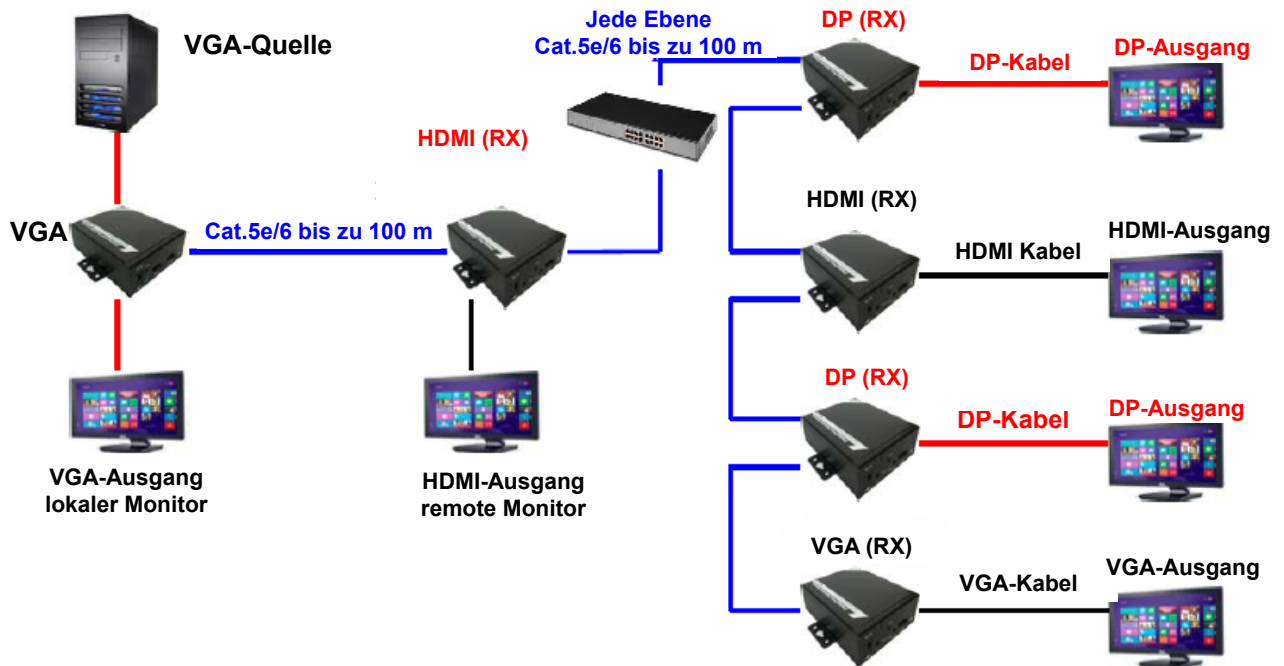 VGA-Quelle
Jede Ebene
Cat.5e/6 bis zu 100 m
DP (RX)
DP-Kabel
DP-Ausgang
HDMI (RX)
VGA
Cat.5e/6 bis zu 100 m
HDMI (RX)
HDMI Kabel
HDMI-Ausgang
DP (RX)
DP-Kabel
DP-Ausgang
VGA-Ausgang
lokaler Monitor
HDMI-Ausgang
remote Monitor
VGA (RX)
VGA-Kabel
VGA-Ausgang